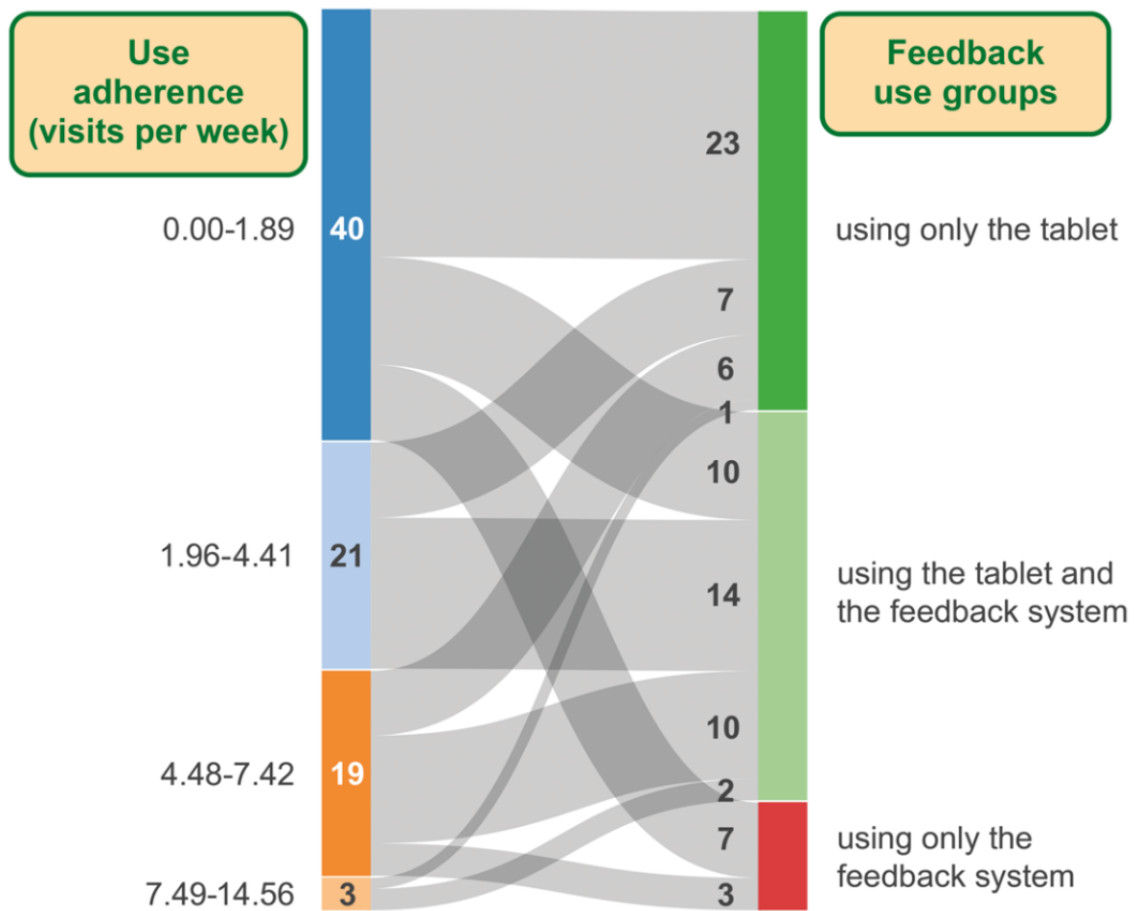 Use
adherence
(visits per week)
Feedback
use groups
0.00-1.89
40
1.96-4.41
21
4.48-7.42
19
7.49-14.56
3
23
7
6
1
10
14
10
2
7
3
using only the tablet
using the tablet and
the feedback system
using only the
feedback system